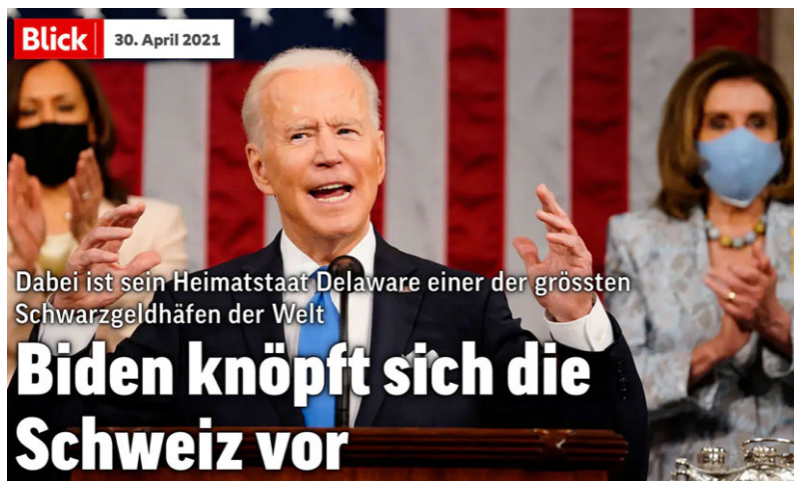 Blick 30. April 2021
Dabei ist sein Heimatstaat Delaware einer der grössten
Schwarzgeldhäfen der Welt
Biden knöpft sich die
Schweiz vor